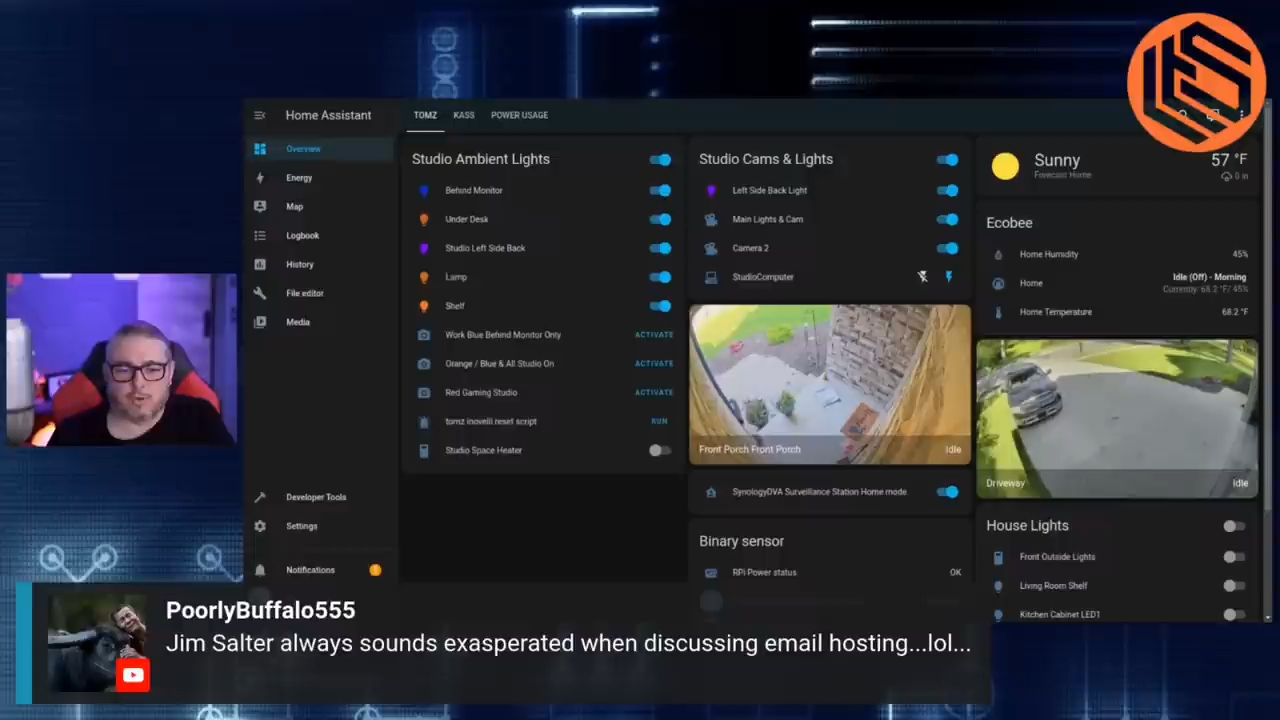 Home Assistant
TOMZ
KASS
POWER USAGE
Overview
Energy
Map
Logbook
History
File editor
Media
Developer Tools
Settings
Notifications
Studio Ambient Lights
Behind Monitor
Under Desk
Studio Left Side Back
Lamp
Shelf
Work Blue Behind Monitor Only
ACTIVATE
Orange / Blue & All Studio On
ACTIVATE
Red Gaming Studio
ACTIVATE
tomz inovelli reset script
RUN
Studio Space Heater
Studio Cams & Lights
Left Side Back Light
Main Lights & Cam
Camera 2
StudioComputer
Front Porch Front Porch
Idle
SynologyDVA Surveillance Station Home mode
Binary sensor
RPi Power status
OK
Sunny
57 °F
Forecast Home
0 in
Ecobee
Home Humidity
45%
Home
Idle (Off) - Morning
Currently: 68.2 °F/ 45%
Home Temperature
68.2 °F
Driveway
Idle
House Lights
Front Outside Lights
Living Room Shelf
Kitchen Cabinet LED1
PoorlyBuffalo555
Jim Salter always sounds exasperated when discussing email hosting...lol...